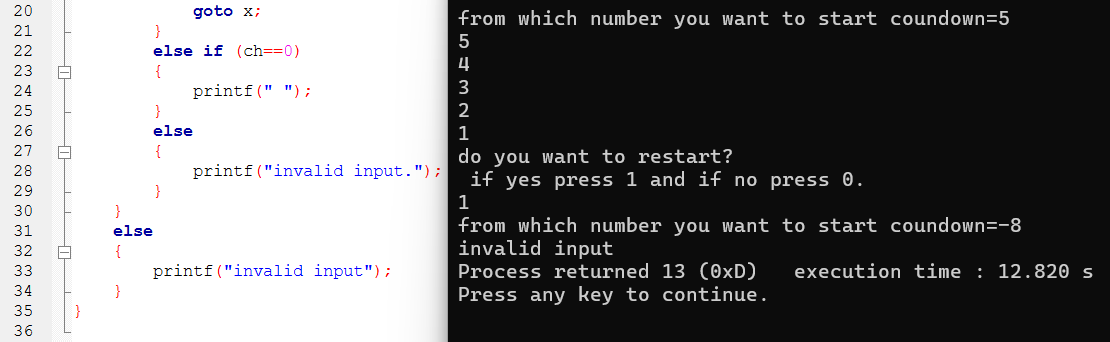 20 goto x;
21 }
22 else if (ch==0)
23 {
24 printf(" ");
25 }
26 else
27 {
28 printf("invalid input.");
29 }
30 }
31 else
32 {
33 printf("invalid input");
34 }
35 }
36
from which number you want to start coundown=5
5
4
3
2
1
do you want to restart?
 if yes press 1 and if no press 0.
1
from which number you want to start coundown=-8
invalid input
Process returned 13 (0xD)   execution time : 12.820 s
Press any key to continue.